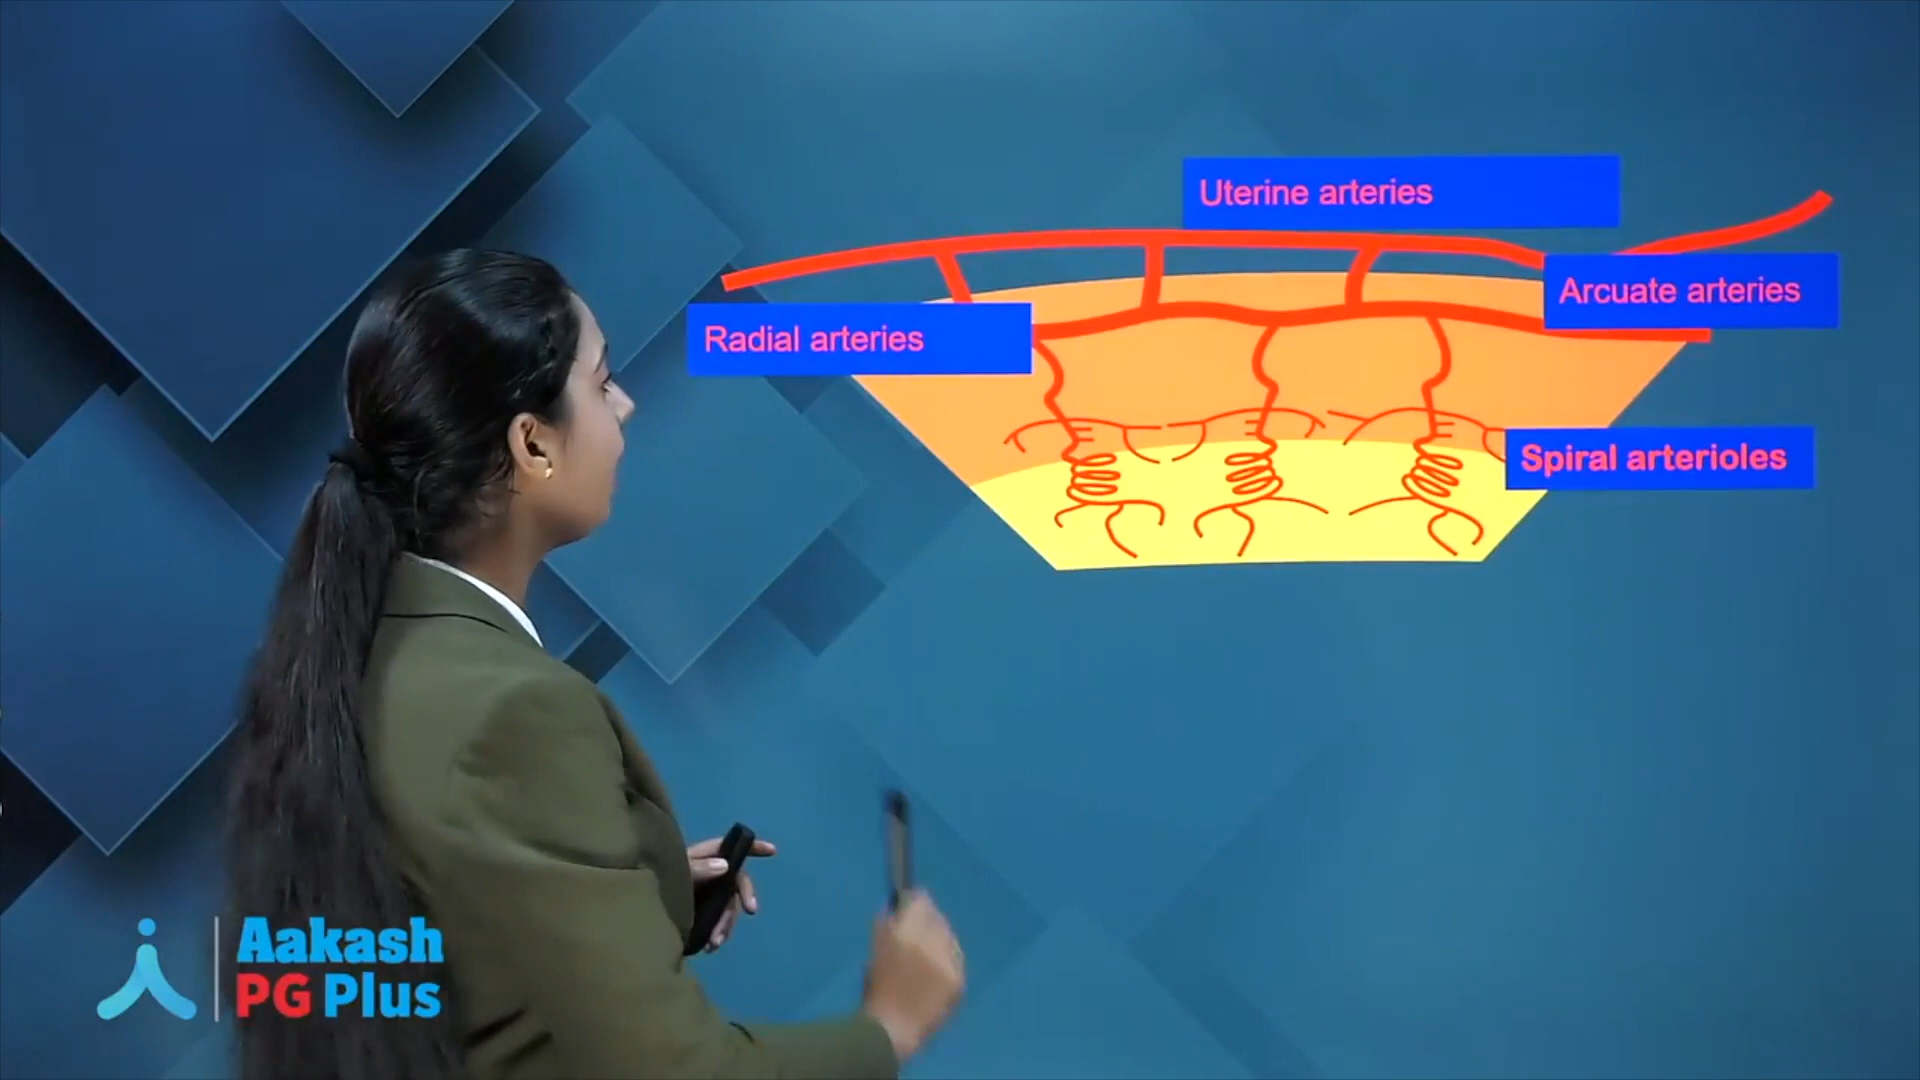 Uterine arteries
Arcuate arteries
Radial arteries
Spiral arterioles
Aakash
PG Plus